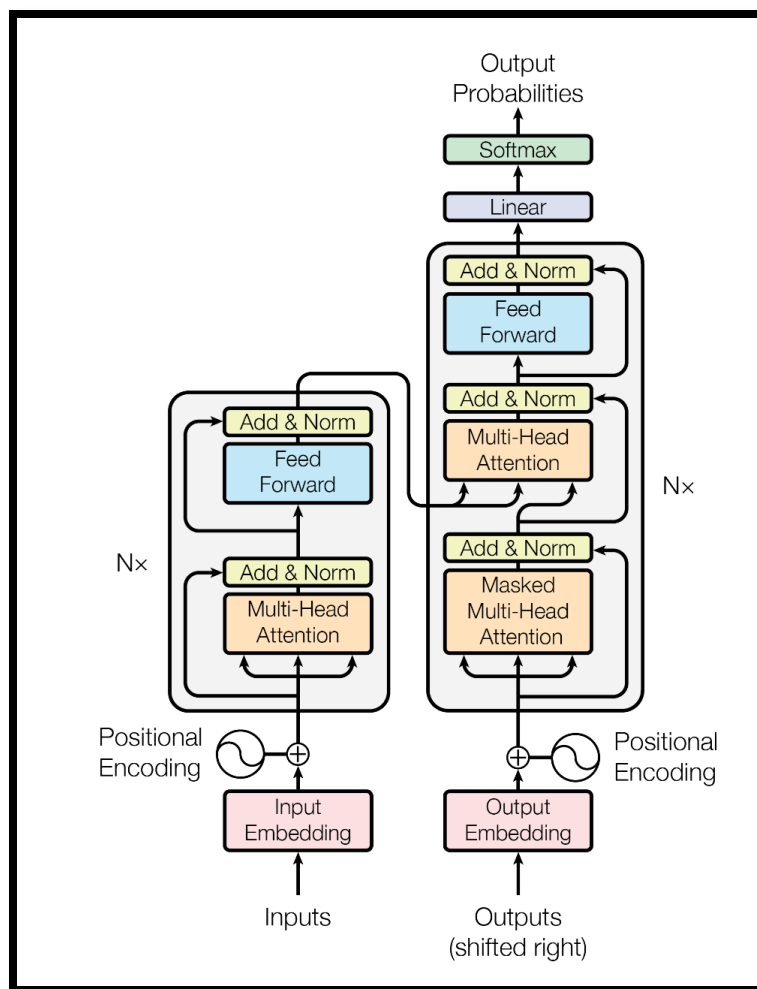 Output
Probabilities
Softmax
Linear
Add & Norm
Feed
Forward
Add & Norm
Multi-Head
Attention
Add & Norm
Masked
Multi-Head
Attention
N×
Add & Norm
Feed
Forward
Add & Norm
Multi-Head
Attention
N×
Positional
Encoding
Positional
Encoding
Input
Embedding
Output
Embedding
Inputs
Outputs
(shifted right)